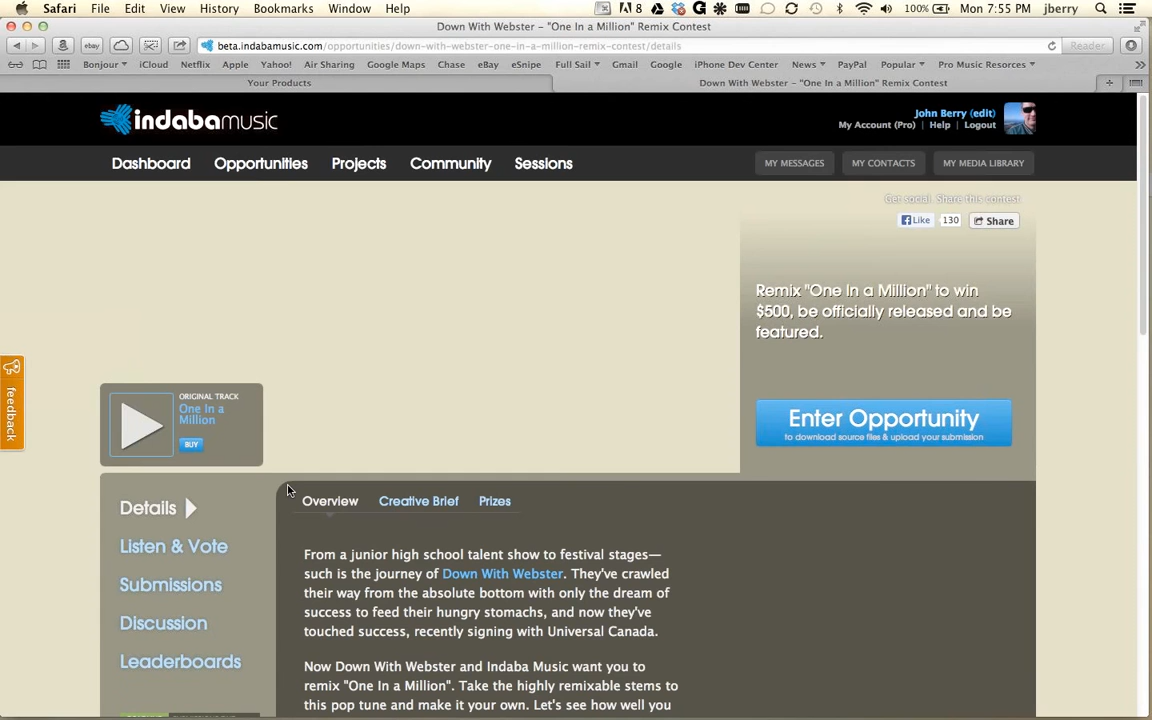 Safari File Edit View History Bookmarks Window Help 8 100% Mon 7:55 PM jberry
Down With Webster – "One In a Million" Remix Contest
ebay beta.indabamusic.com/opportunities/down-with-webster-one-in-a-million-remix-contest/details Reader
Bonjour iCloud Netflix Apple Yahoo! Air Sharing Google Maps Chase eBay eSnipe Full Sail Gmail Google iPhone Dev Center News PayPal Popular Pro Music Resorces
Your Products Down With Webster – "One In a Million" Remix Contest
indabamusic
John Berry (edit)
My Account (Pro) Help Logout
Dashboard Opportunities Projects Community Sessions MY MESSAGES MY CONTACTS MY MEDIA LIBRARY
Get social. Share this contest.
Like 130 Share
Remix "One In a Million" to win
$500, be officially released and be
featured.
feedback
ORIGINAL TRACK
One In a
Million
BUY
Enter Opportunity
to download source files & upload your submission
Details
Listen & Vote
Submissions
Discussion
Leaderboards
Overview Creative Brief Prizes
From a junior high school talent show to festival stages—
such is the journey of Down With Webster. They've crawled
their way from the absolute bottom with only the dream of
success to feed their hungry stomachs, and now they've
touched success, recently signing with Universal Canada.
Now Down With Webster and Indaba Music want you to
remix "One In a Million". Take the highly remixable stems to
this pop tune and make it your own. Let's see how well you